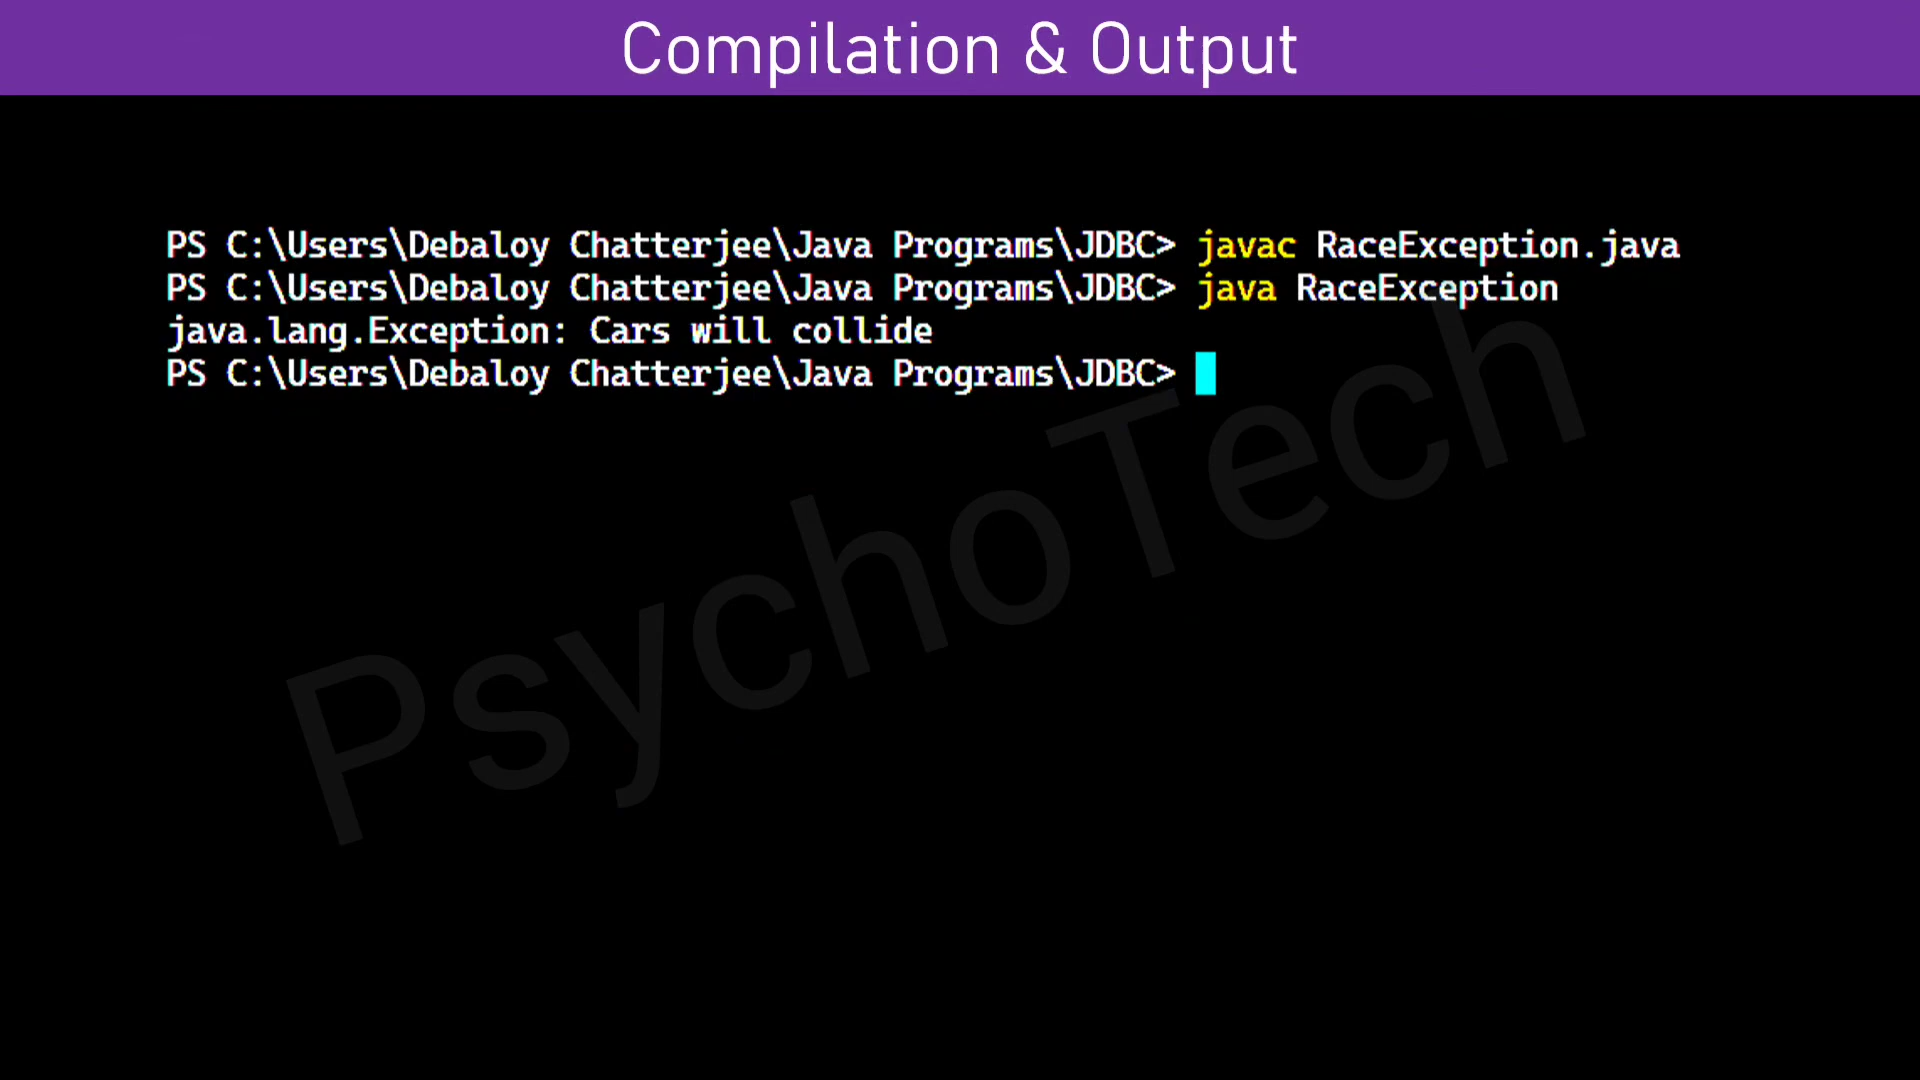 Compilation & Output
PS C:\Users\Debaloy Chatterjee\Java Programs\JDBC> javac RaceException.java
PS C:\Users\Debaloy Chatterjee\Java Programs\JDBC> java RaceException
java.lang.Exception: Cars will collide
PS C:\Users\Debaloy Chatterjee\Java Programs\JDBC>
PsychoTech